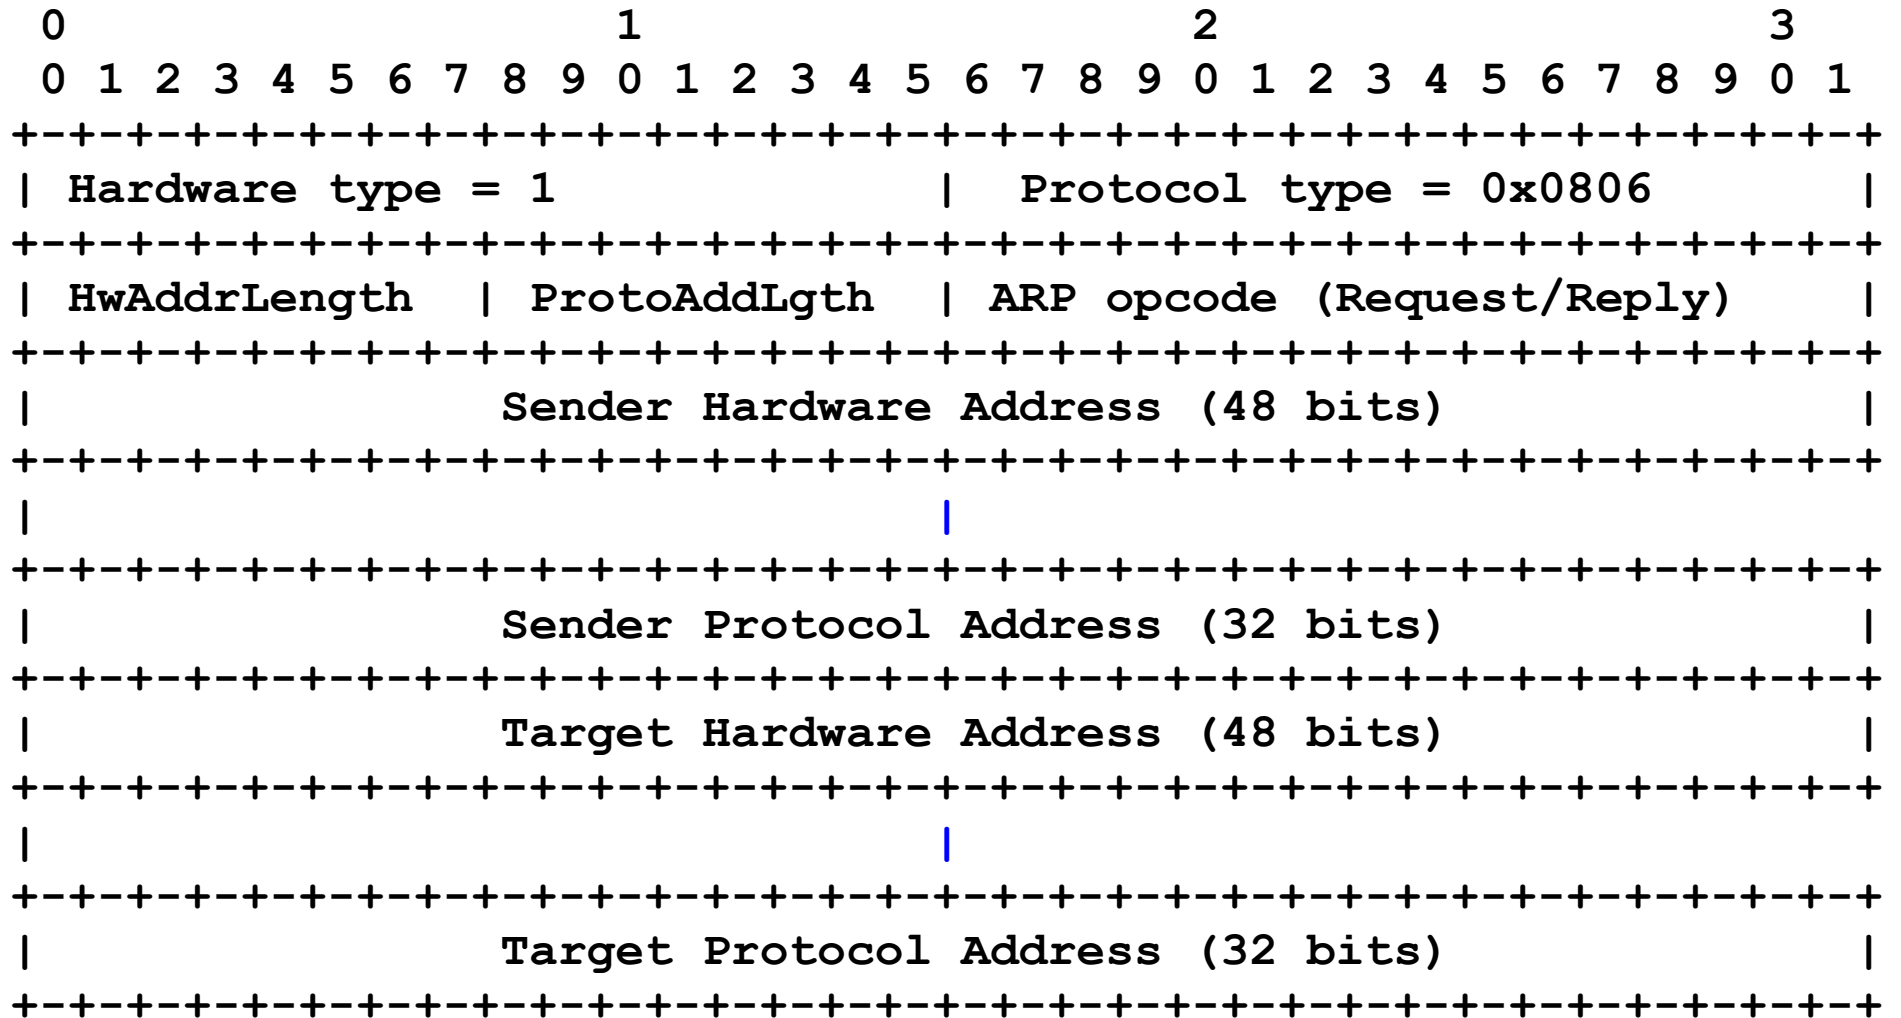 0                   1                   2                   3
0 1 2 3 4 5 6 7 8 9 0 1 2 3 4 5 6 7 8 9 0 1 2 3 4 5 6 7 8 9 0 1
+-+-+-+-+-+-+-+-+-+-+-+-+-+-+-+-+-+-+-+-+-+-+-+-+-+-+-+-+-+-+-+-+
| Hardware type = 1             |  Protocol type = 0x0806       |
+-+-+-+-+-+-+-+-+-+-+-+-+-+-+-+-+-+-+-+-+-+-+-+-+-+-+-+-+-+-+-+-+
| HwAddrLength  | ProtoAddLgth  | ARP opcode (Request/Reply)    |
+-+-+-+-+-+-+-+-+-+-+-+-+-+-+-+-+-+-+-+-+-+-+-+-+-+-+-+-+-+-+-+-+
|                Sender Hardware Address (48 bits)              |
+-+-+-+-+-+-+-+-+-+-+-+-+-+-+-+-+-+-+-+-+-+-+-+-+-+-+-+-+-+-+-+-+
|                               |
+-+-+-+-+-+-+-+-+-+-+-+-+-+-+-+-+-+-+-+-+-+-+-+-+-+-+-+-+-+-+-+-+
|                Sender Protocol Address (32 bits)              |
+-+-+-+-+-+-+-+-+-+-+-+-+-+-+-+-+-+-+-+-+-+-+-+-+-+-+-+-+-+-+-+-+
|                Target Hardware Address (48 bits)              |
+-+-+-+-+-+-+-+-+-+-+-+-+-+-+-+-+-+-+-+-+-+-+-+-+-+-+-+-+-+-+-+-+
|                               |
+-+-+-+-+-+-+-+-+-+-+-+-+-+-+-+-+-+-+-+-+-+-+-+-+-+-+-+-+-+-+-+-+
|                Target Protocol Address (32 bits)              |
+-+-+-+-+-+-+-+-+-+-+-+-+-+-+-+-+-+-+-+-+-+-+-+-+-+-+-+-+-+-+-+-+